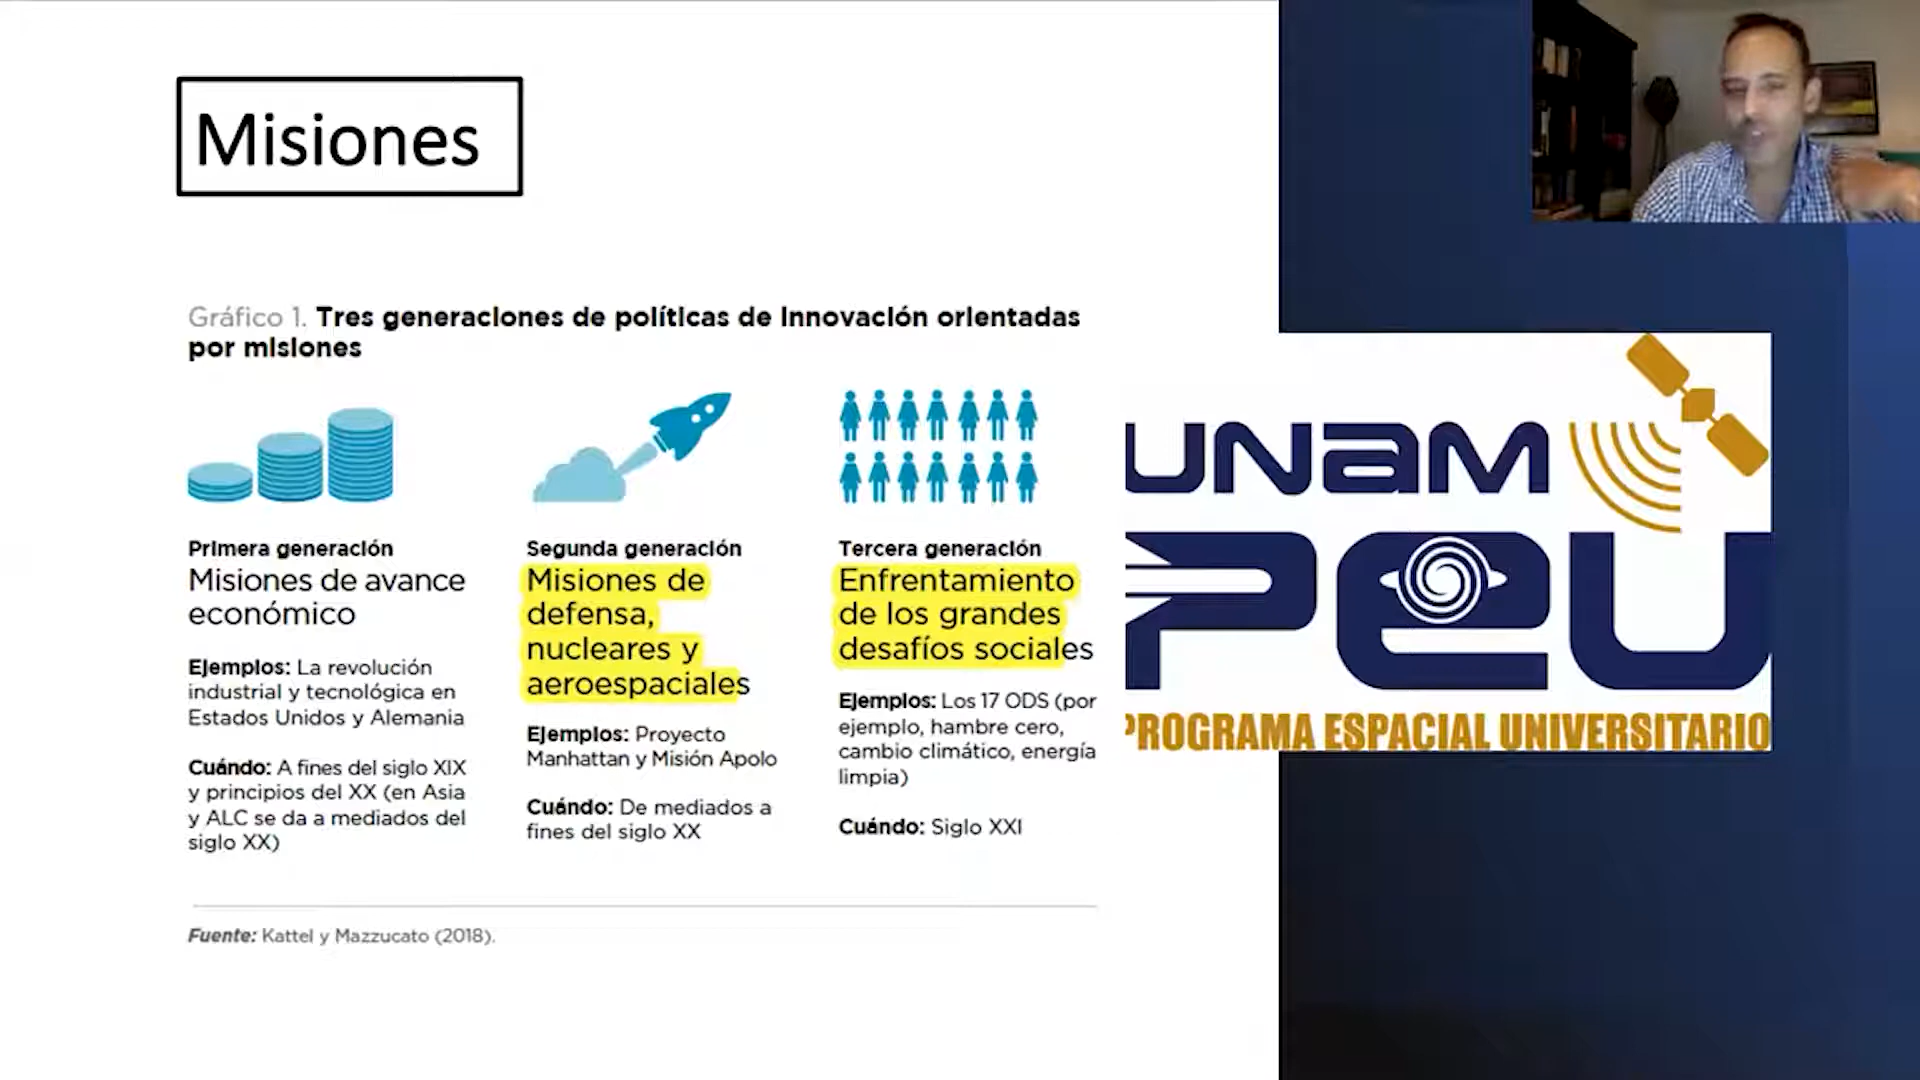 Misiones
Gráfico 1. Tres generaciones de políticas de innovación orientadas
por misiones
Primera generación
Misiones de avance
económico
Ejemplos: La revolución
industrial y tecnológica en
Estados Unidos y Alemania
Cuándo: A fines del siglo XIX
y principios del XX (en Asia
y ALC se da a mediados del
siglo XX)
Segunda generación
Misiones de
defensa,
nucleares y
aeroespaciales
Ejemplos: Proyecto
Manhattan y Misión Apolo
Cuándo: De mediados a
fines del siglo XX
Tercera generación
Enfrentamiento
de los grandes
desafíos sociales
Ejemplos: Los 17 ODS (por
ejemplo, hambre cero,
cambio climático, energía
limpia)
Cuándo: Siglo XXI
Fuente: Kattel y Mazzucato (2018).
UNAM
PEU
PROGRAMA ESPACIAL UNIVERSITARIO